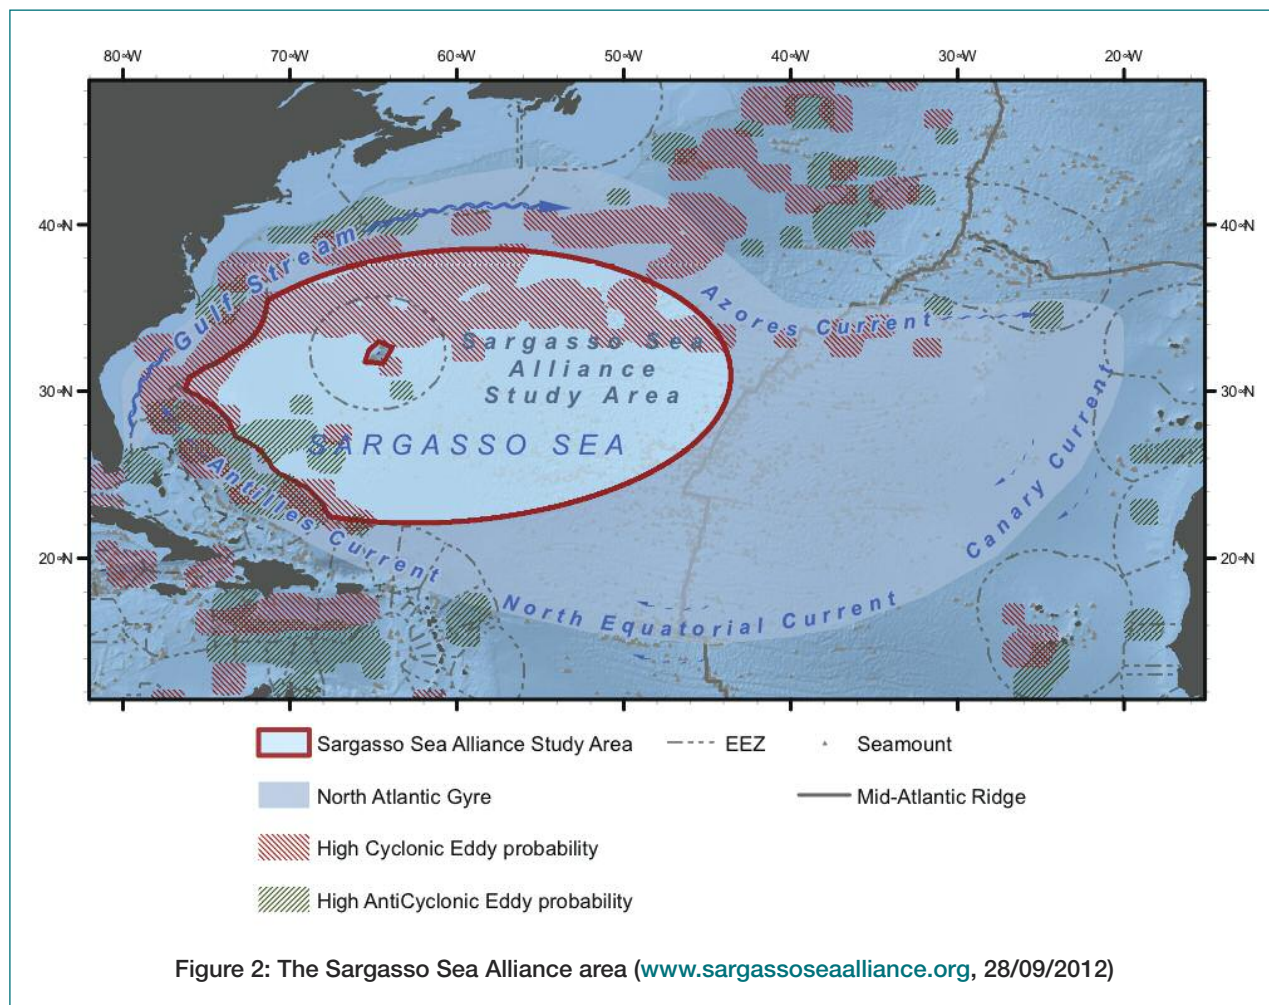 80°W 70°W 60°W 50°W 40°W 30°W 20°W
40°N 40°N
Gulf Stream
Azores Current
Sargasso Sea
Alliance
Study Area
30°N 30°N
SARGASSO SEA
Antilles Current
Canary Current
20°N 20°N
North Equatorial Current
Sargasso Sea Alliance Study Area EEZ Seamount
North Atlantic Gyre Mid-Atlantic Ridge
High Cyclonic Eddy probability
High AntiCyclonic Eddy probability
Figure 2: The Sargasso Sea Alliance area (www.sargassoseaalliance.org, 28/09/2012)